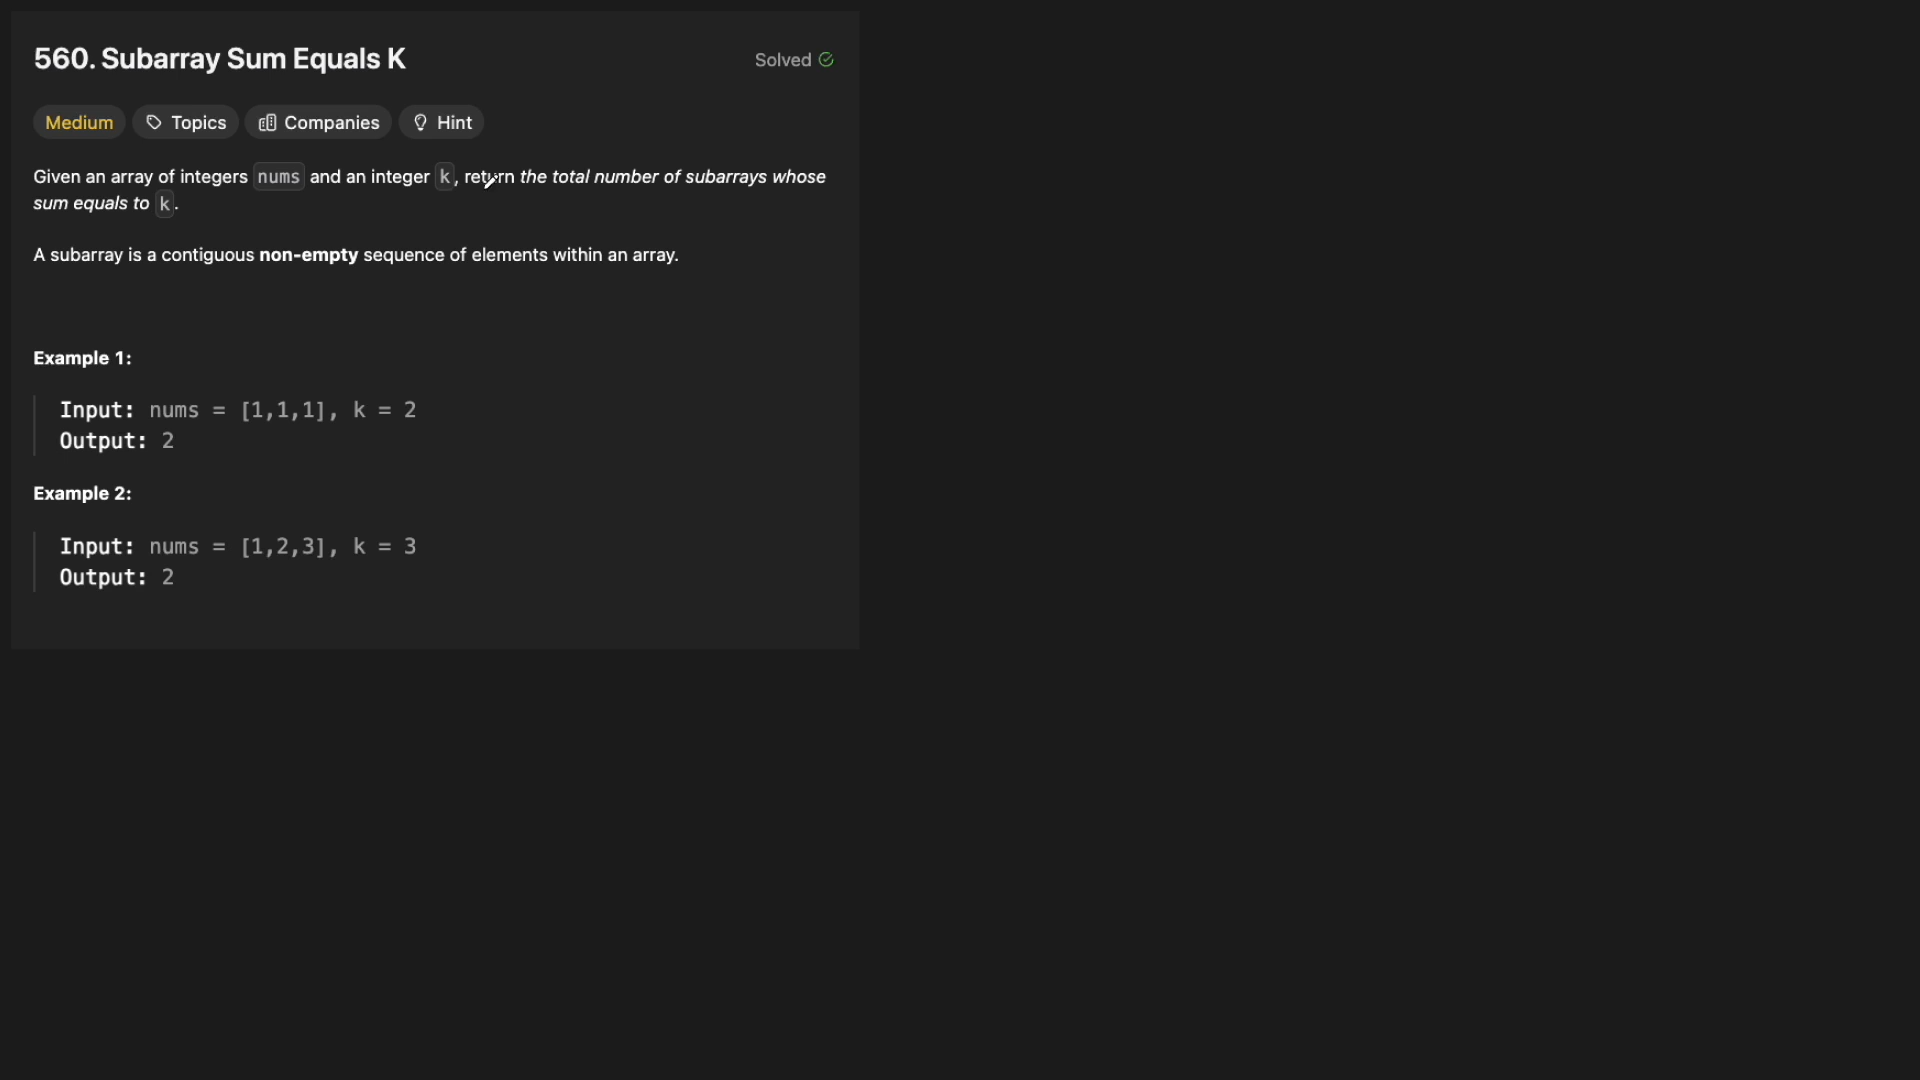 560. Subarray Sum Equals K
Solved
Medium
Topics
Companies
Hint
Given an array of integers nums and an integer k, return the total number of subarrays whose
sum equals to k.
A subarray is a contiguous non-empty sequence of elements within an array.
Example 1:
Input: nums = [1,1,1], k = 2
Output: 2
Example 2:
Input: nums = [1,2,3], k = 3
Output: 2